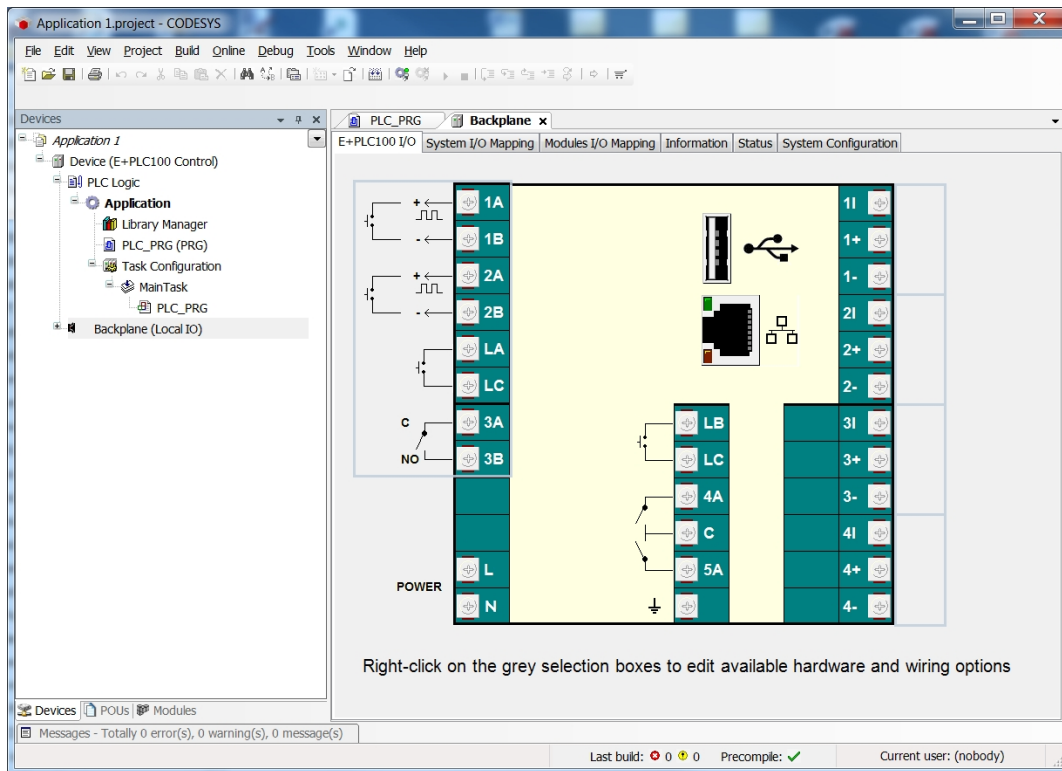 Application 1.project - CODESYS
File Edit View Project Build Online Debug Tools Window Help
Devices
Application 1
Device (E+PLC100 Control)
PLC Logic
Application
Library Manager
PLC_PRG (PRG)
Task Configuration
MainTask
PLC_PRG
Backplane (Local IO)
Devices POUs Modules
PLC_PRG Backplane
E+PLC100 I/O System I/O Mapping Modules I/O Mapping Information Status System Configuration
+ 1A
- 1B
+ 2A
- 2B
LA
LC
C 3A
NO 3B
POWER
L
N
LB
LC
4A
C
5A
1I
1+
1-
2I
2+
2-
3I
3+
3-
4I
4+
4-
Right-click on the grey selection boxes to edit available hardware and wiring options
Messages - Totally 0 error(s), 0 warning(s), 0 message(s)
Last build: 0 0 Precompile: Current user: (nobody)